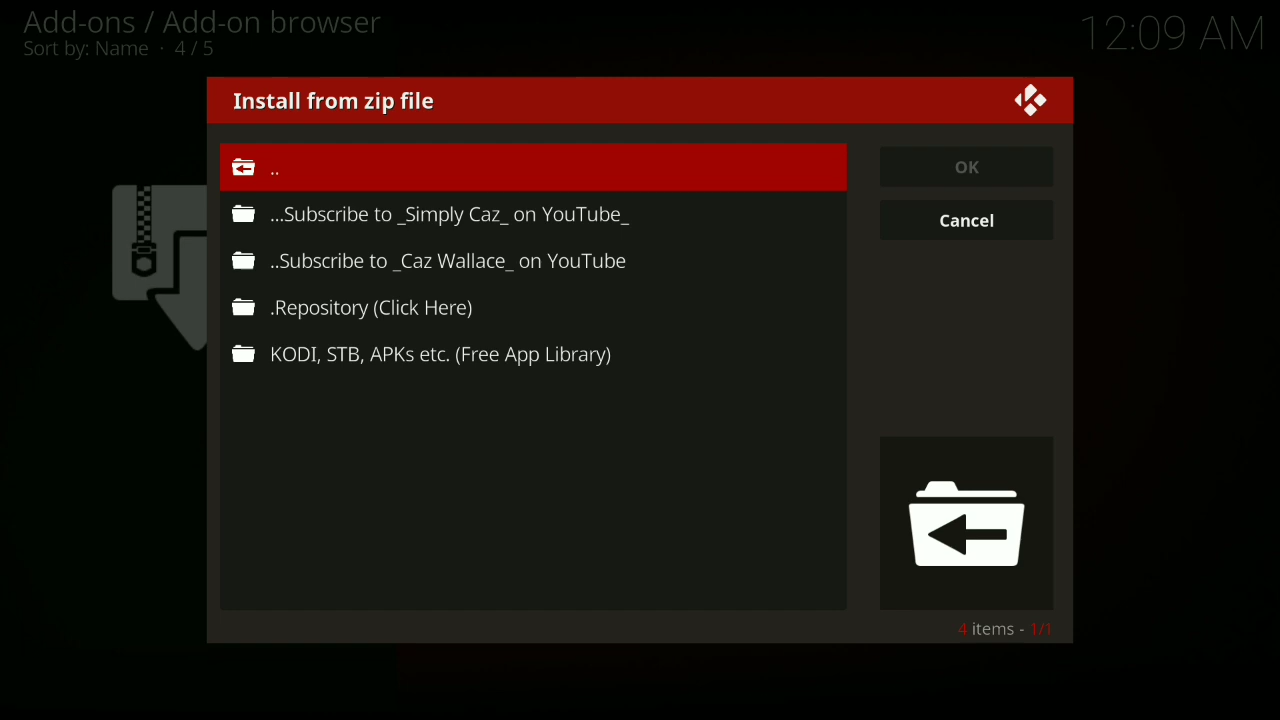 Add-ons / Add-on browser
Sort by: Name · 4 / 5
12:09 AM
Install from zip file
..
...Subscribe to _Simply Caz_ on YouTube_
..Subscribe to _Caz Wallace_ on YouTube
.Repository (Click Here)
KODI, STB, APKs etc. (Free App Library)
OK
Cancel
4 items - 1/1